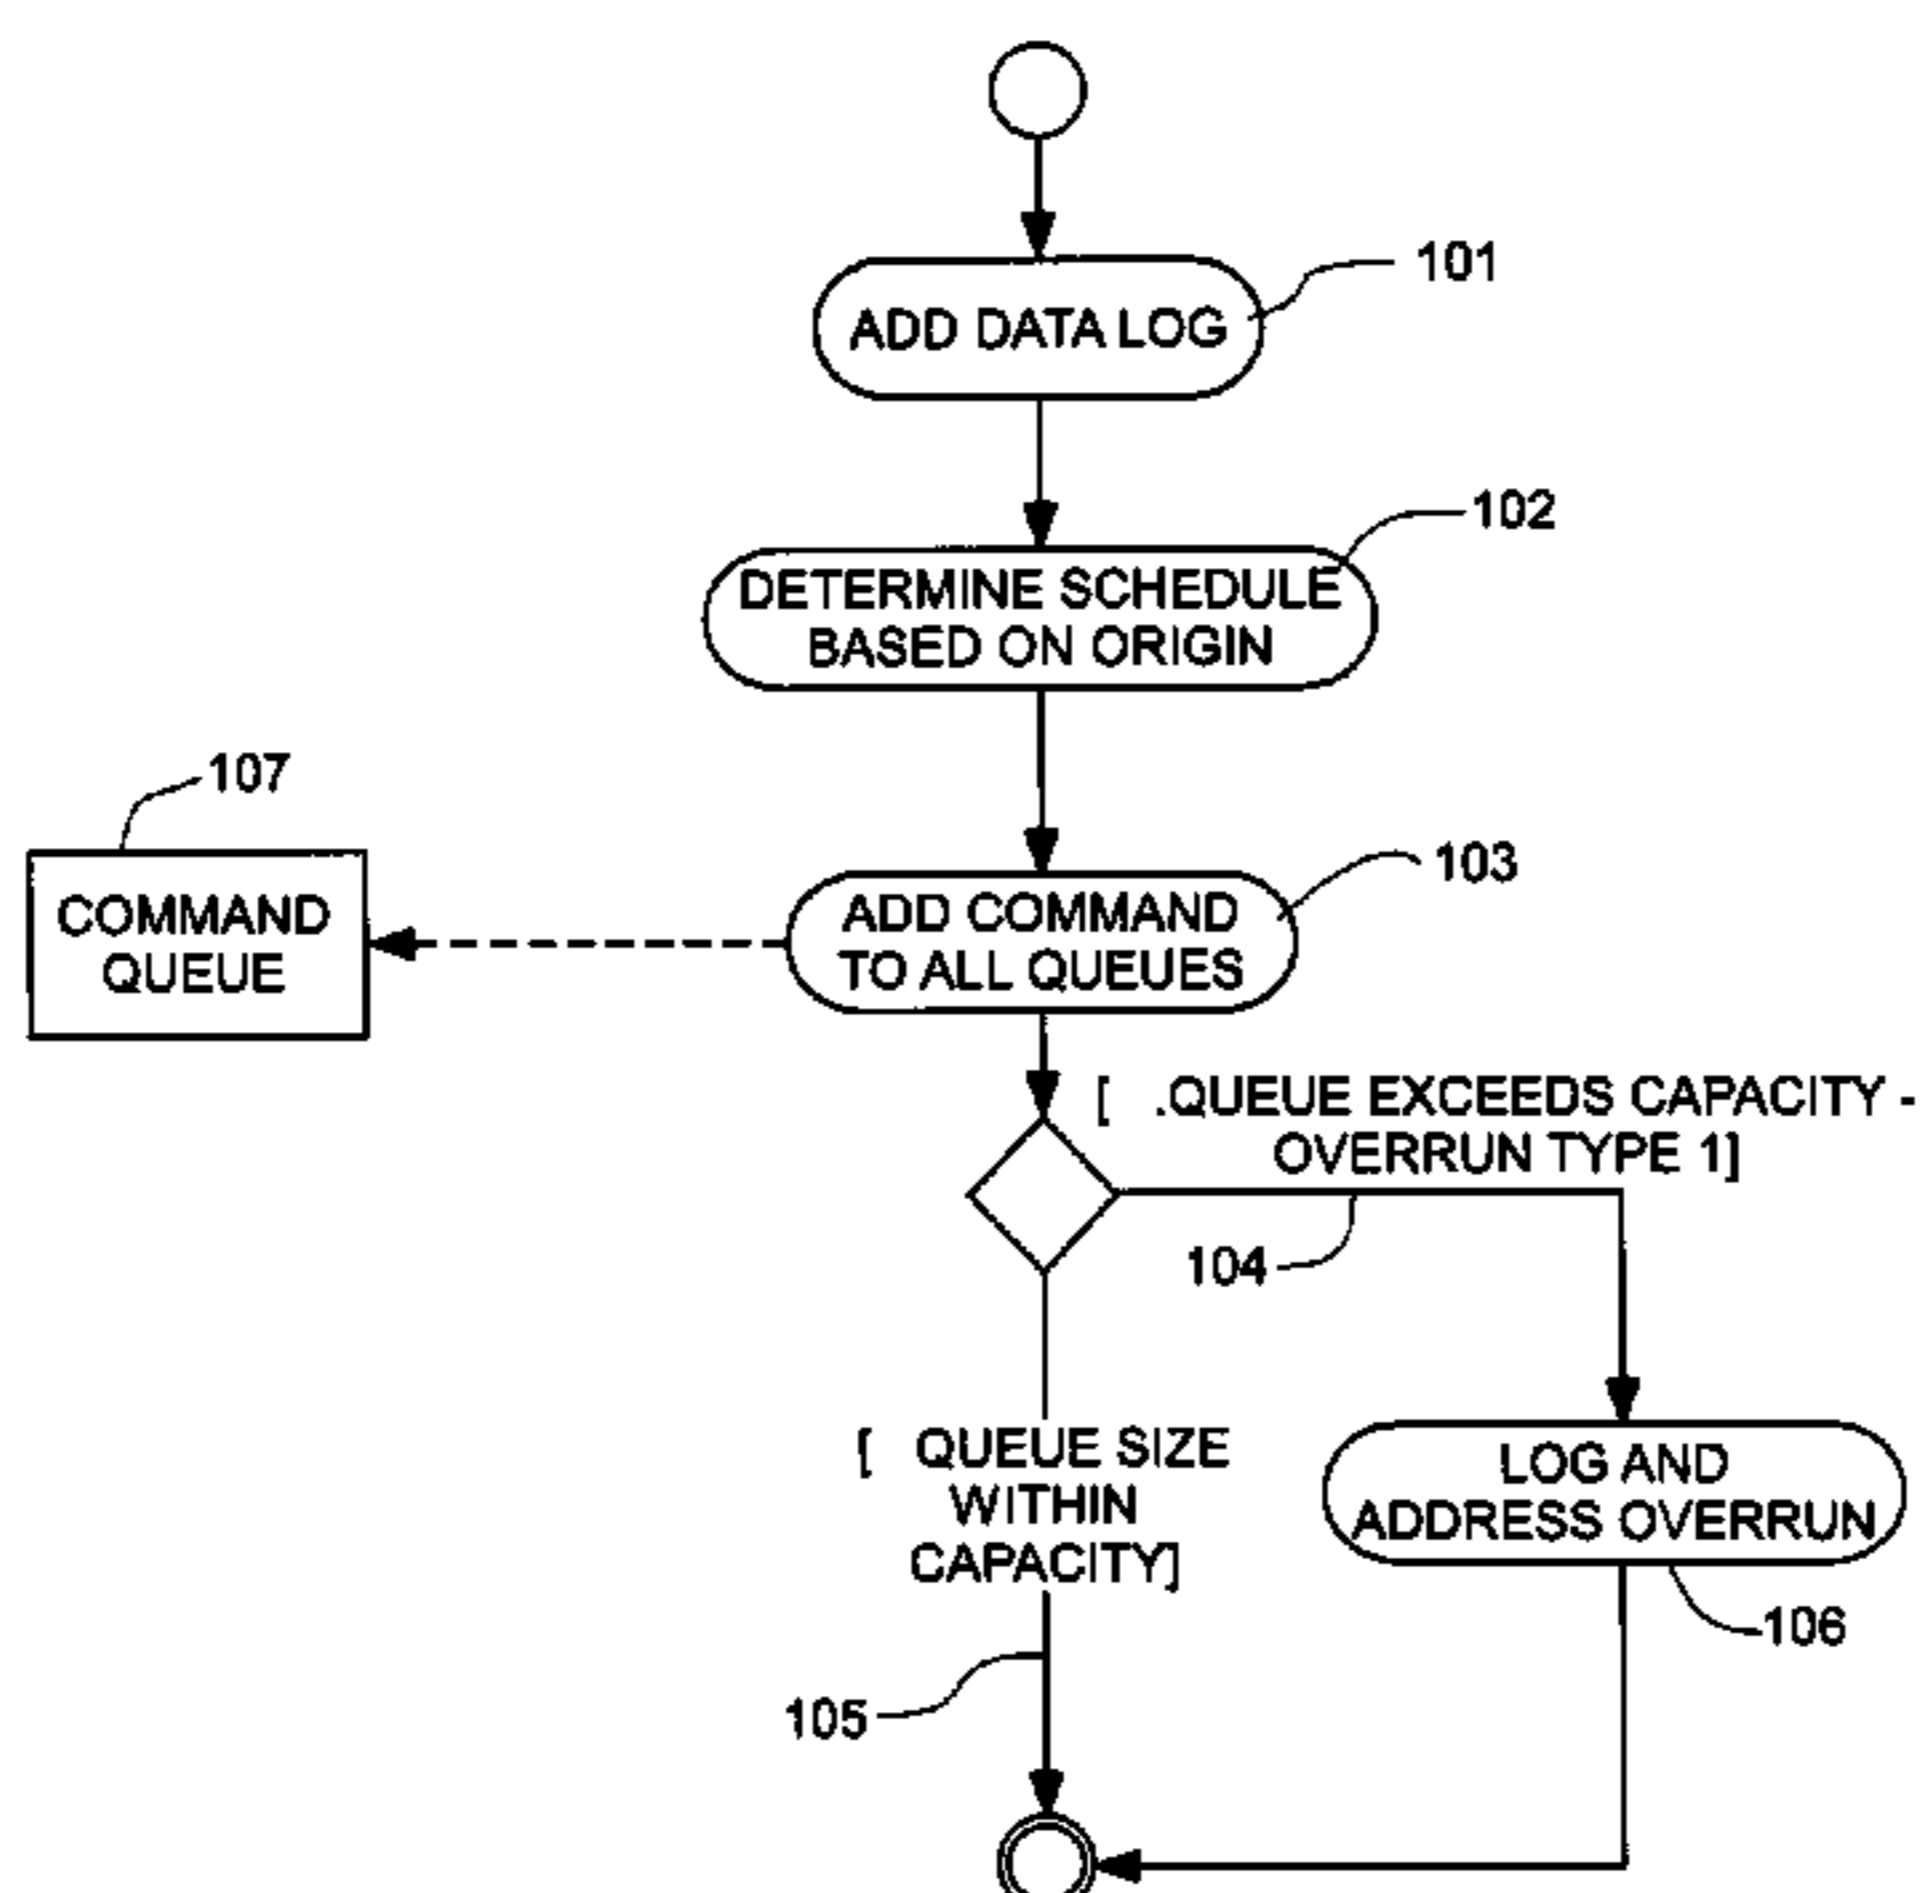 101
ADD DATA LOG
102
DETERMINE SCHEDULE
BASED ON ORIGIN
107
103
COMMAND
QUEUE
ADD COMMAND
TO ALL QUEUES
[ .QUEUE EXCEEDS CAPACITY -
OVERRUN TYPE 1]
104
[ QUEUE SIZE
WITHIN
CAPACITY]
LOG AND
ADDRESS OVERRUN
106
105